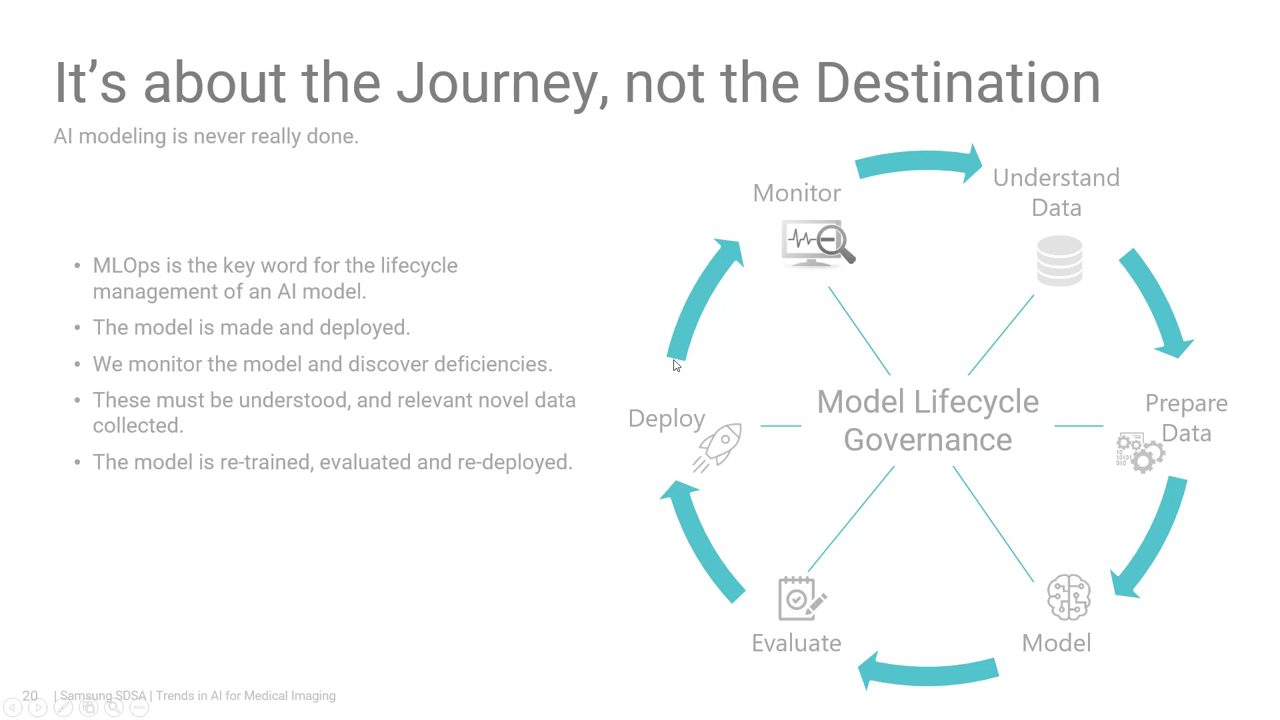 It’s about the Journey, not the Destination
AI modeling is never really done.
• MLOps is the key word for the lifecycle
management of an AI model.
• The model is made and deployed.
• We monitor the model and discover deficiencies.
• These must be understood, and relevant novel data
collected.
• The model is re-trained, evaluated and re-deployed.
Monitor
Understand
Data
Prepare
Data
Model
Evaluate
Deploy
Model Lifecycle
Governance
20 | Samsung SDSA | Trends in AI for Medical Imaging